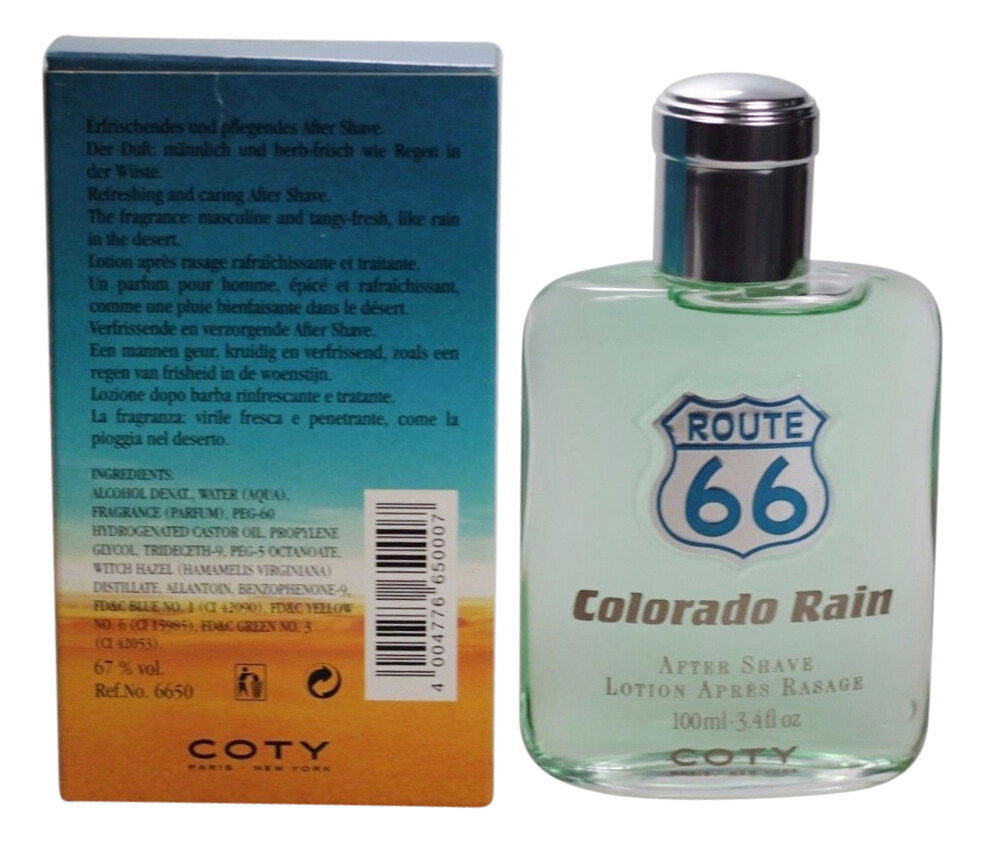 Erfrischendes und pflegendes After Shave.
Der Duft: männlich und herb-frisch wie Regen in
der Wüste.
Refreshing and caring After Shave.
The fragrance: masculine and tangy-fresh, like rain
in the desert.
Lotion après rasage rafraîchissante et traitante.
Un parfum pour homme, épicé et rafraîchissant,
comme une pluie bienfaisante dans le désert.
Verfrissende en verzorgende After Shave.
Een mannen geur, kruidig en verfrissend, zoals een
regen van frisheid in de woenstijn.
Lozione dopo barba rinfrescante e tratante.
La fragranza: virile fresca e penetrante, come la
pioggia nel deserto.
INGREDIENTS:
ALCOHOL DENAT., WATER (AQUA),
FRAGRANCE (PARFUM), PEG-60
HYDROGENATED CASTOR OIL, PROPYLENE
GLYCOL, TRIDECETH-9, PEG-5 OCTANOATE,
WITCH HAZEL (HAMAMELIS VIRGINIANA)
DISTILLATE, ALLANTOIN, BENZOPHENONE-9,
FD&C BLUE NO. 1 (CI 42090), FD&C YELLOW
NO. 6 (CI 15985), FD&C GREEN NO. 3
(CI 42053).
67 % vol.
Ref.No. 6650
4 004776 650007
COTY
PARIS · NEW YORK
ROUTE
66
Colorado Rain
AFTER SHAVE
LOTION APRÈS RASAGE
100ml · 3.4fl oz
COTY
PARIS · NEW YORK